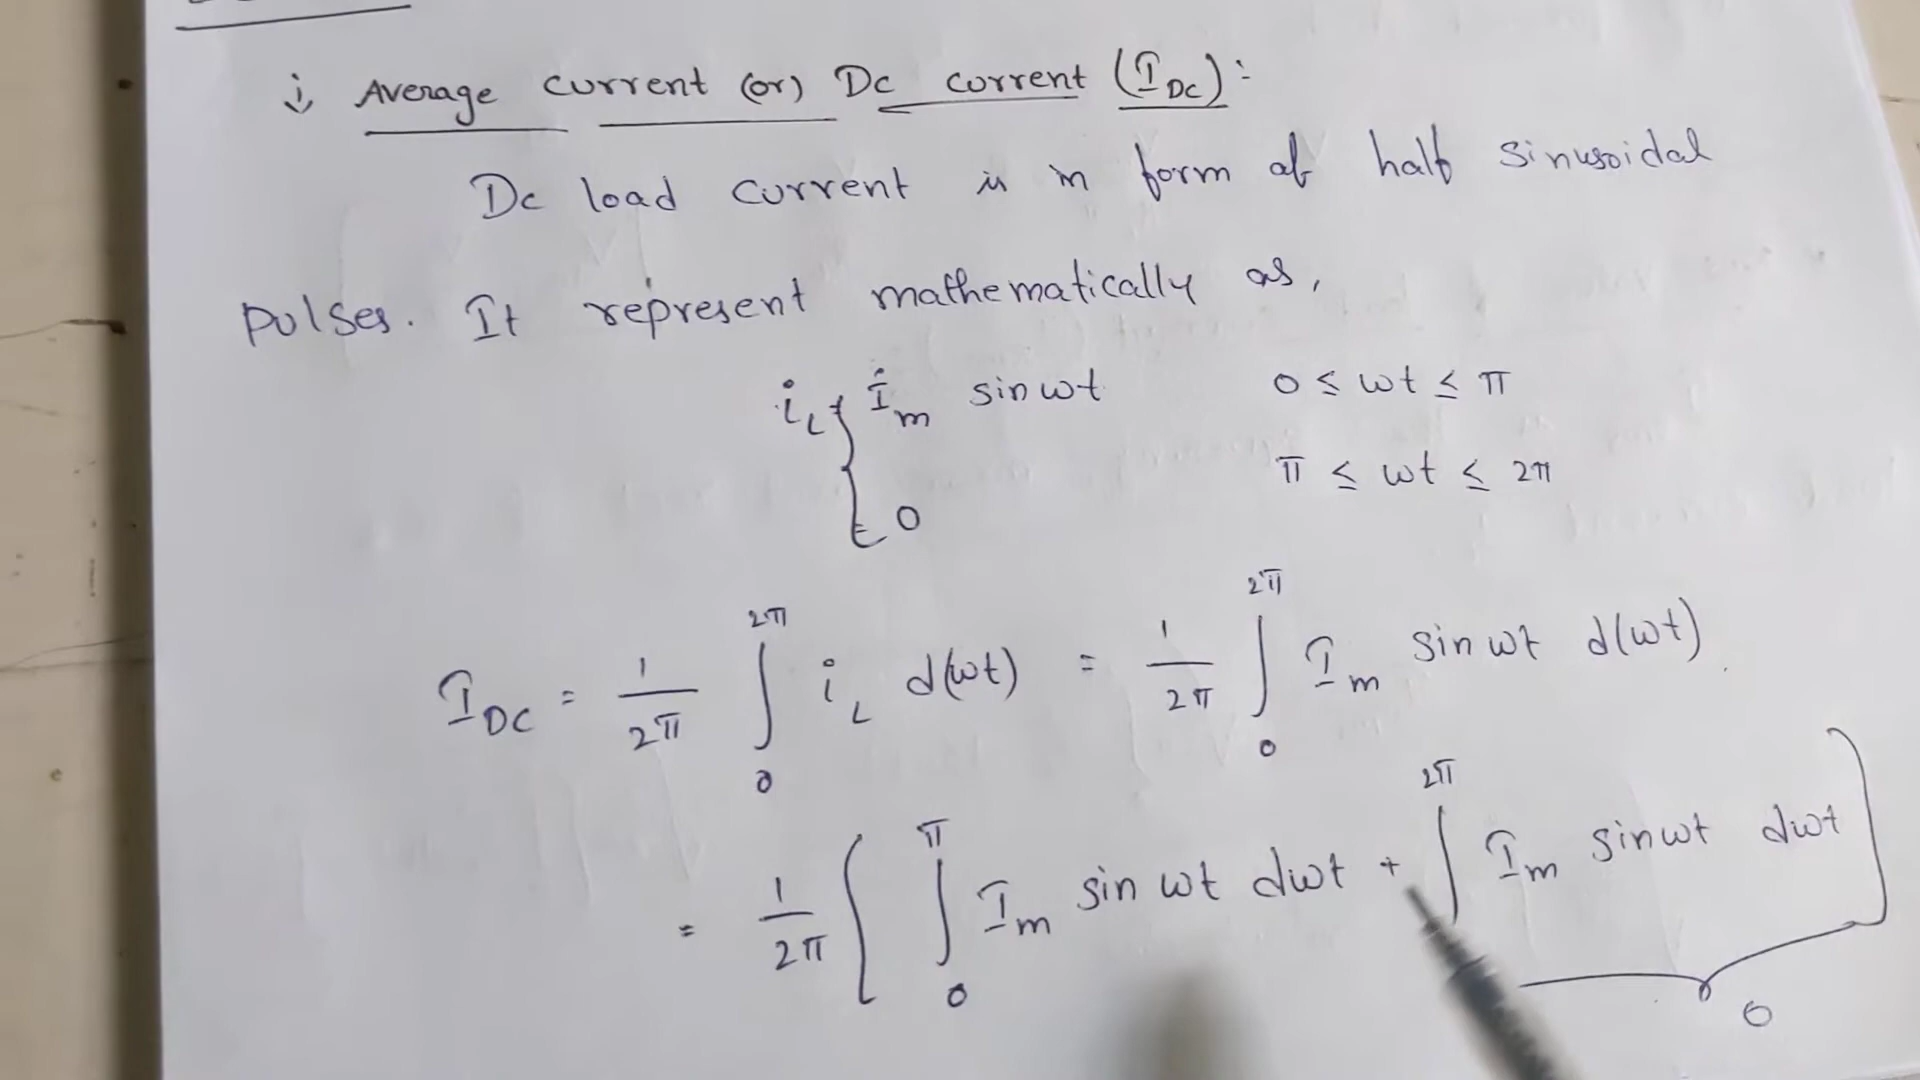 i, Average current (or) Dc current (I_DC) :-
Dc load current is in form of half sinusoidal
pulses. It represent mathematically as,
i_L { I_m sin ωt 0 ≤ ωt ≤ π
0 π ≤ ωt ≤ 2π
I_DC = 1/2π ∫_0^2π i_L d(ωt) = 1/2π ∫_0^2π I_m sin ωt d(ωt)
= 1/2π [ ∫_0^π I_m sin ωt dωt + ∫^2π I_m sin ωt dωt ]
0